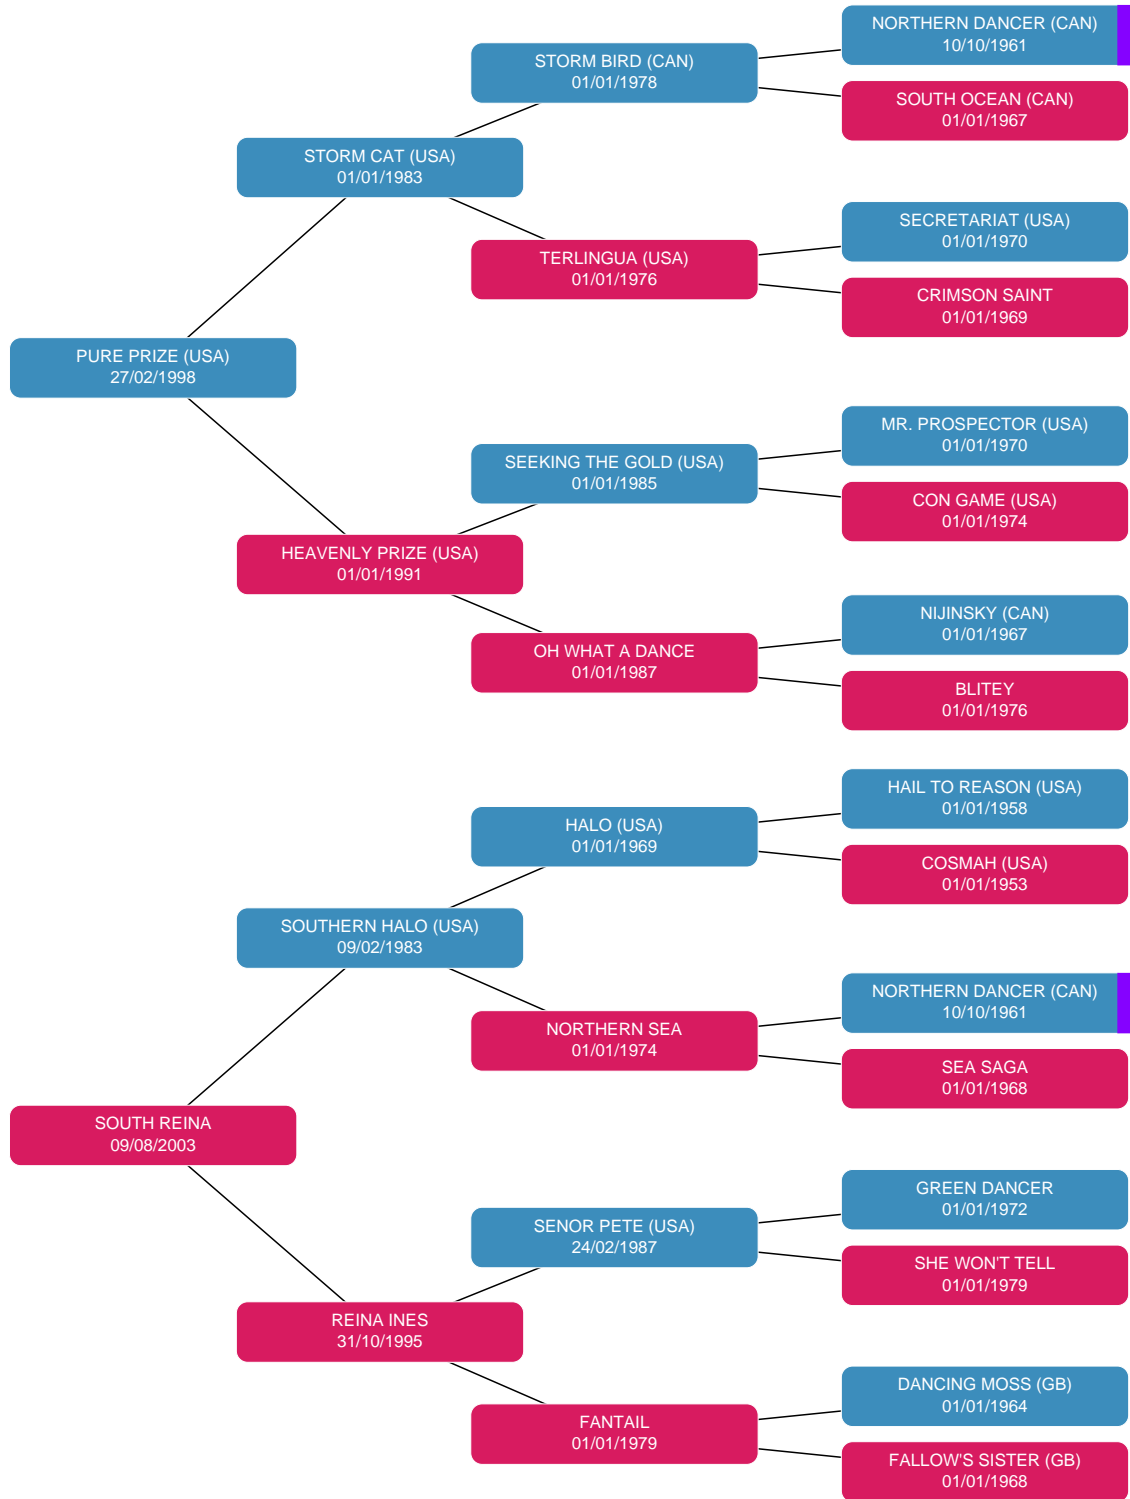 NORTHERN DANCER (CAN)
10/10/1961
STORM BIRD (CAN)
01/01/1978
SOUTH OCEAN (CAN)
01/01/1967
STORM CAT (USA)
01/01/1983
SECRETARIAT (USA)
01/01/1970
TERLINGUA (USA)
01/01/1976
CRIMSON SAINT
01/01/1969
PURE PRIZE (USA)
27/02/1998
MR. PROSPECTOR (USA)
01/01/1970
SEEKING THE GOLD (USA)
01/01/1985
CON GAME (USA)
01/01/1974
HEAVENLY PRIZE (USA)
01/01/1991
NIJINSKY (CAN)
01/01/1967
OH WHAT A DANCE
01/01/1987
BLITEY
01/01/1976
HAIL TO REASON (USA)
01/01/1958
HALO (USA)
01/01/1969
COSMAH (USA)
01/01/1953
SOUTHERN HALO (USA)
09/02/1983
NORTHERN DANCER (CAN)
10/10/1961
NORTHERN SEA
01/01/1974
SEA SAGA
01/01/1968
SOUTH REINA
09/08/2003
GREEN DANCER
01/01/1972
SENOR PETE (USA)
24/02/1987
SHE WON'T TELL
01/01/1979
REINA INES
31/10/1995
DANCING MOSS (GB)
01/01/1964
FANTAIL
01/01/1979
FALLOW'S SISTER (GB)
01/01/1968